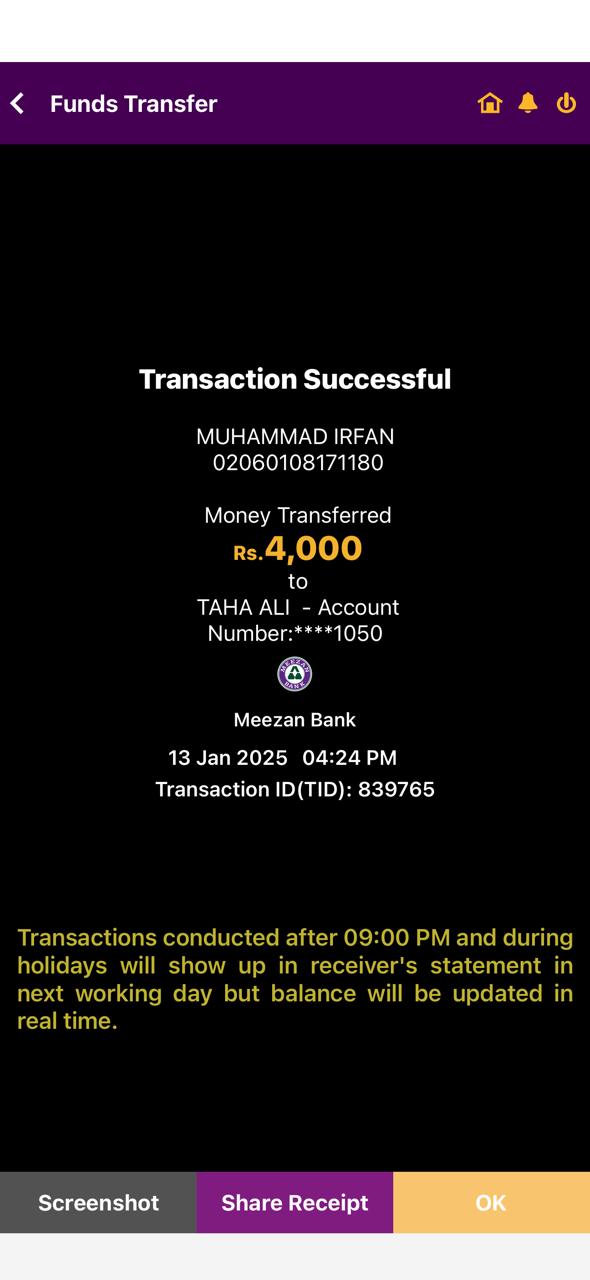 Funds Transfer
Transaction Successful
MUHAMMAD IRFAN
02060108171180
Money Transferred
Rs.4,000
to
TAHA ALI - Account
Number:****1050
MEEZAN BANK
Meezan Bank
13 Jan 2025 04:24 PM
Transaction ID(TID): 839765
Transactions conducted after 09:00 PM and during
holidays will show up in receiver's statement in
next working day but balance will be updated in
real time.
Screenshot Share Receipt OK